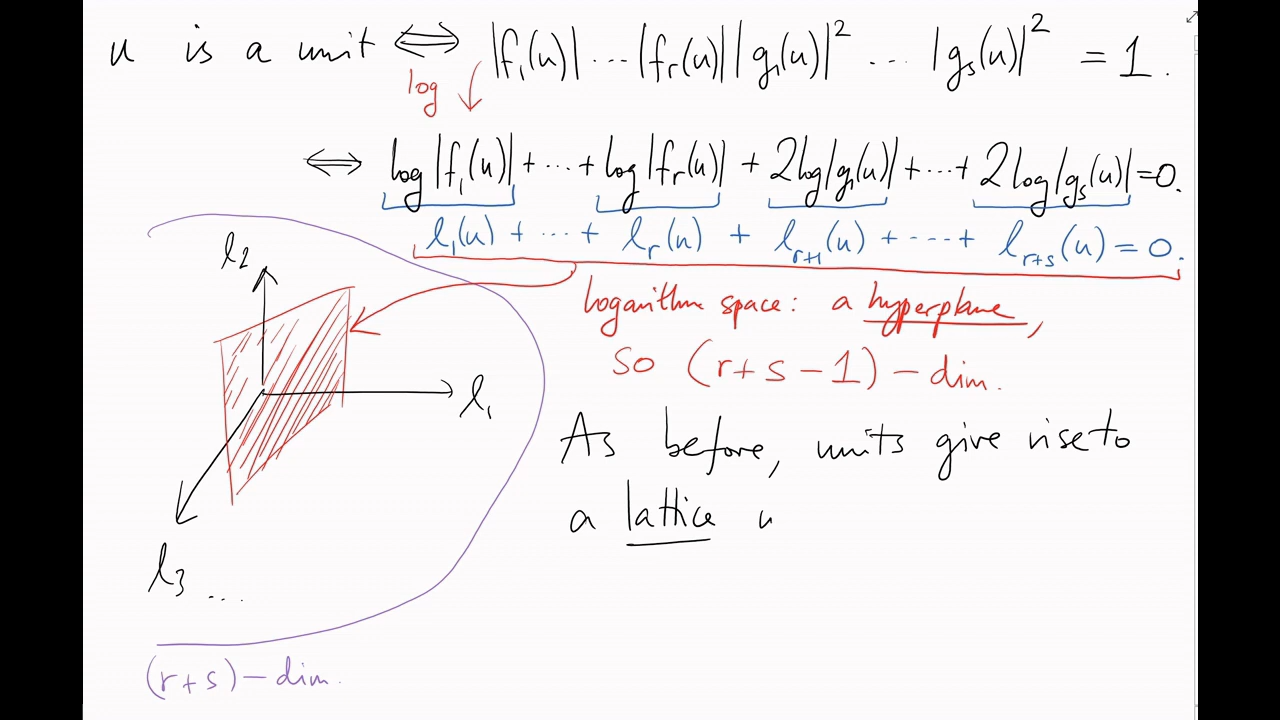 u is a unit ⟺ |f₁(u)| ... |fᵣ(u)| |g₁(u)|² ... |gₛ(u)|² = 1.
log
⟺ log|f₁(u)| + ... + log|fᵣ(u)| + 2log|g₁(u)| + ... + 2log|gₛ(u)| = 0.
l₁(u) + ... + lᵣ(u) + lᵣ₊₁(u) + ... + lᵣ₊ₛ(u) = 0.
l₂
logarithm space: a hyperplane,
so (r+s-1)-dim.
l₁
As before, units give rise to
a lattice u
l₃ ...
(r+s)-dim.